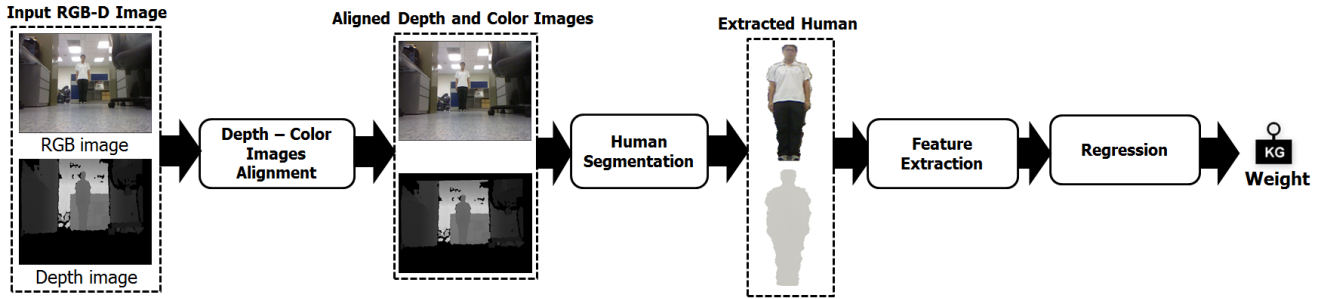 Input RGB-D Image
RGB image
Depth image
Depth – Color
Images
Alignment
Aligned Depth and Color Images
Human
Segmentation
Extracted Human
Feature
Extraction
Regression
KG
Weight